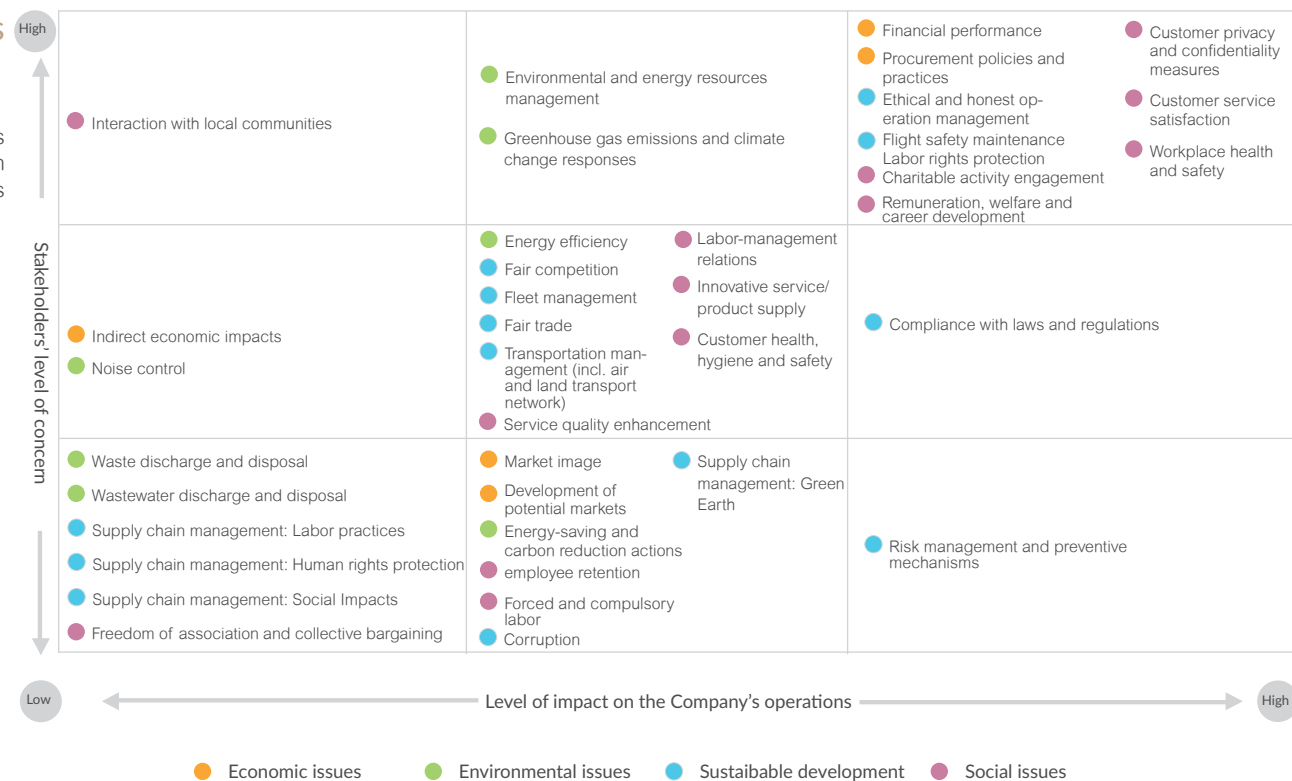 S
High
s
n
s
Stakeholders' level of concern
Interaction with local communities
Environmental and energy resources
management
Greenhouse gas emissions and climate
change responses
Financial performance
Procurement policies and
practices
Ethical and honest op-
eration management
Flight safety maintenance
Labor rights protection
Charitable activity engagement
Remuneration, welfare and
career development
Customer privacy
and confidentiality
measures
Customer service
satisfaction
Workplace health
and safety
Indirect economic impacts
Noise control
Energy efficiency
Fair competition
Fleet management
Fair trade
Transportation man-
agement (incl. air
and land transport
network)
Service quality enhancement
Labor-management
relations
Innovative service/
product supply
Customer health,
hygiene and safety
Compliance with laws and regulations
Waste discharge and disposal
Wastewater discharge and disposal
Supply chain management: Labor practices
Supply chain management: Human rights protection
Supply chain management: Social Impacts
Freedom of association and collective bargaining
Market image
Development of
potential markets
Energy-saving and
carbon reduction actions
employee retention
Forced and compulsory
labor
Corruption
Supply chain
management: Green
Earth
Risk management and preventive
mechanisms
Low
Level of impact on the Company's operations
High
Economic issues
Environmental issues
Sustaibable development
Social issues